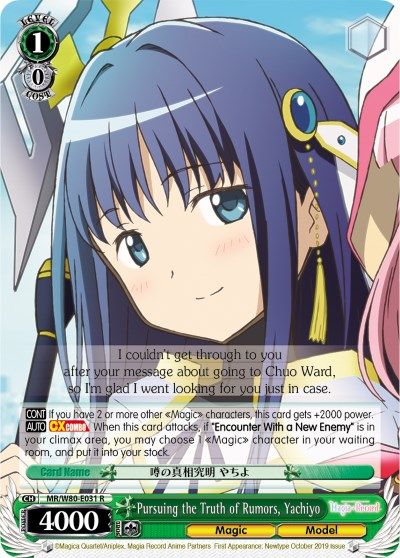 LEVEL
1
0
COST
I couldn't get through to you
after your message about going to Chuo Ward,
so I'm glad I went looking for you just in case.
CONT If you have 2 or more other «Magic» characters, this card gets +2000 power.
AUTO CX COMBO When this card attacks, if "Encounter With a New Enemy" is in
your climax area, you may choose 1 «Magic» character in your waiting
room, and put it into your stock.
Card Name 噂の真相究明 やちよ
CH MR/W80-E031 R
POWER 4000 Pursuing the Truth of Rumors, Yachiyo
Magic Model
©Magica Quartet/Aniplex, Magia Record Anime Partners First Appearance: Newtype October 2019 Issue